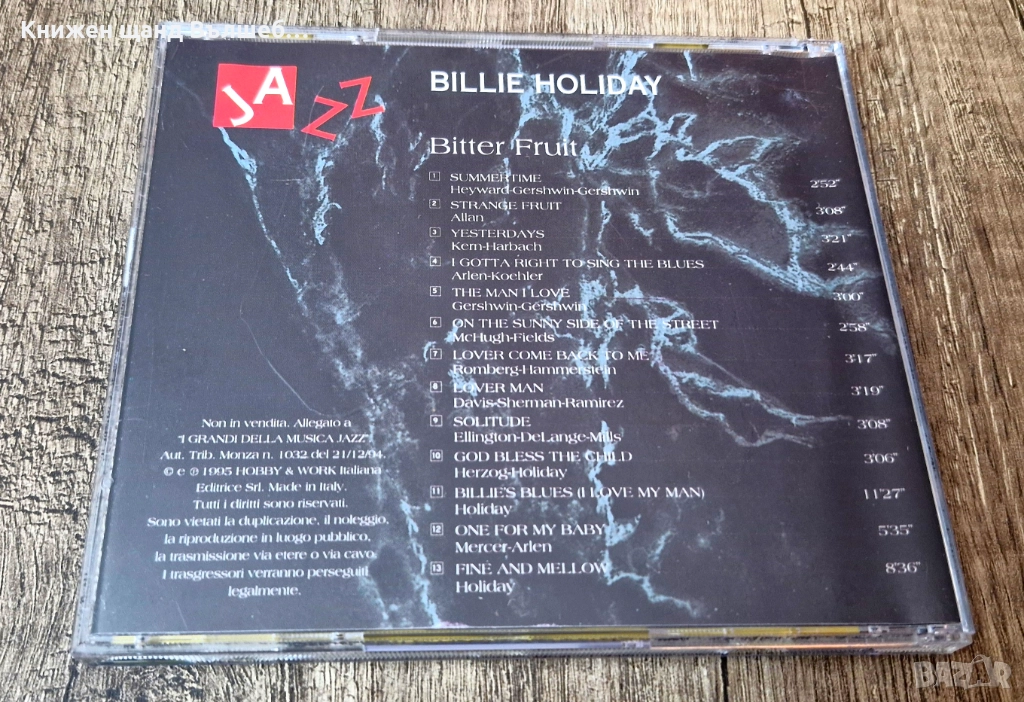 Книжен шанд Вълшеб
JAZZ
BILLIE HOLIDAY
Bitter Fruit
1 SUMMERTIME 2'52"
Heyward-Gershwin-Gershwin
2 STRANGE FRUIT 3'08"
Allan
3 YESTERDAYS 3'21"
Kern-Harbach
4 I GOTTA RIGHT TO SING THE BLUES 2'44"
Arlen-Koehler
5 THE MAN I LOVE 3'00"
Gershwin-Gershwin
6 ON THE SUNNY SIDE OF THE STREET 2'58"
McHugh-Fields
7 LOVER COME BACK TO ME 3'17"
Romberg-Hammerstein
8 LOVER MAN 3'19"
Davis-Sherman-Ramirez
9 SOLITUDE 3'08"
Ellington-DeLange-Mills
10 GOD BLESS THE CHILD 3'06"
Herzog-Holiday
11 BILLIE'S BLUES (I LOVE MY MAN) 11'27"
Holiday
12 ONE FOR MY BABY 5'35"
Mercer-Arlen
13 FINE AND MELLOW 8'36"
Holiday
Non in vendita. Allegato a
"I GRANDI DELLA MUSICA JAZZ"
Aut. Trib. Monza n. 1032 del 21/12/94.
© e ℗ 1995 HOBBY & WORK Italiana
Editrice Srl. Made in Italy.
Tutti i diritti sono riservati.
Sono vietati la duplicazione, il noleggio,
la riproduzione in luogo pubblico,
la trasmissione via etere o via cavo.
I trasgressori verranno perseguiti
legalmente.
BAZAR